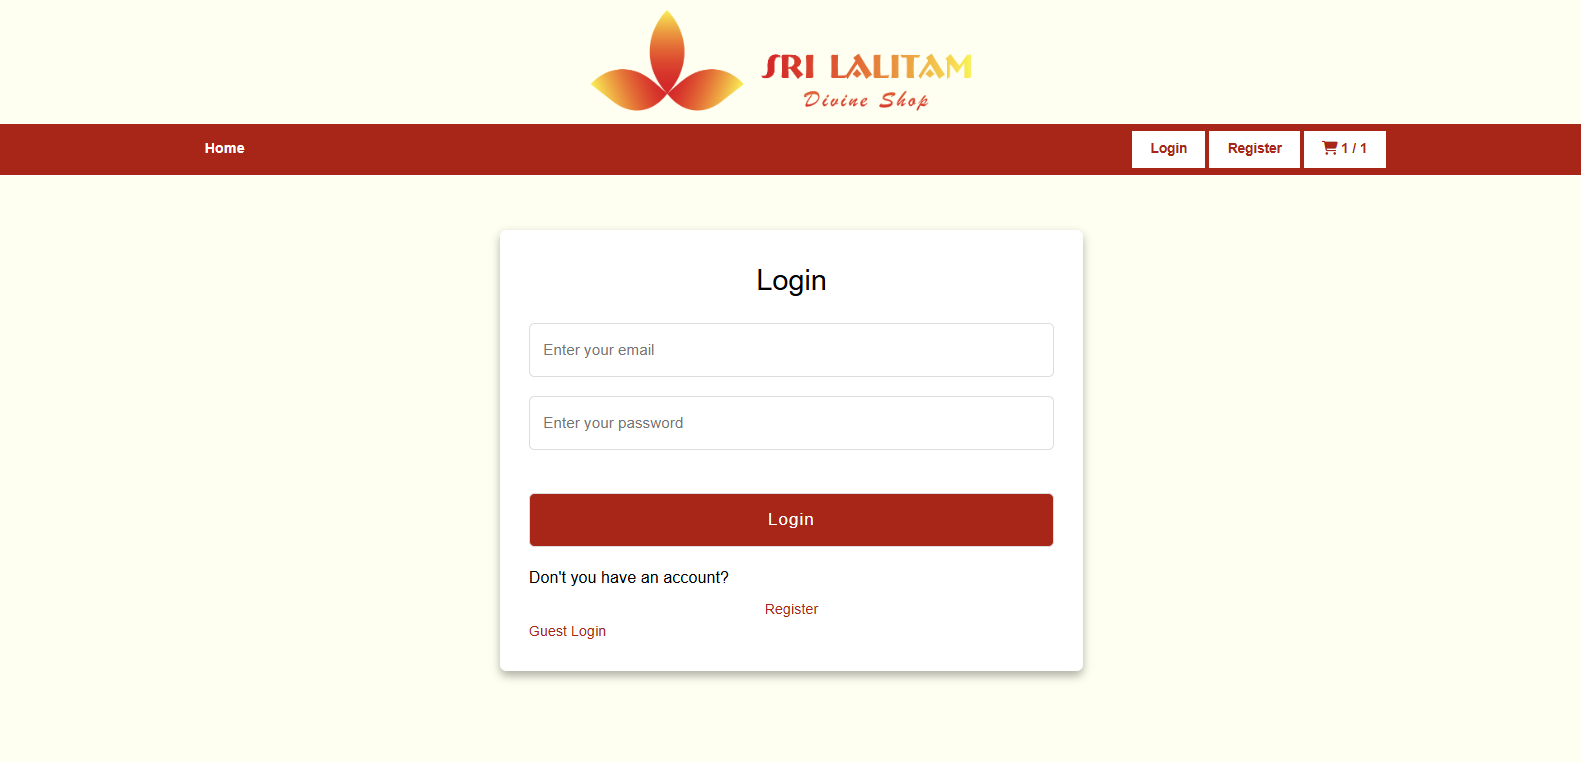 SRI LALITAM
Divine Shop
Home
Login
Register
1 / 1
Login
Enter your email
Enter your password
Login
Don't you have an account?
Register
Guest Login